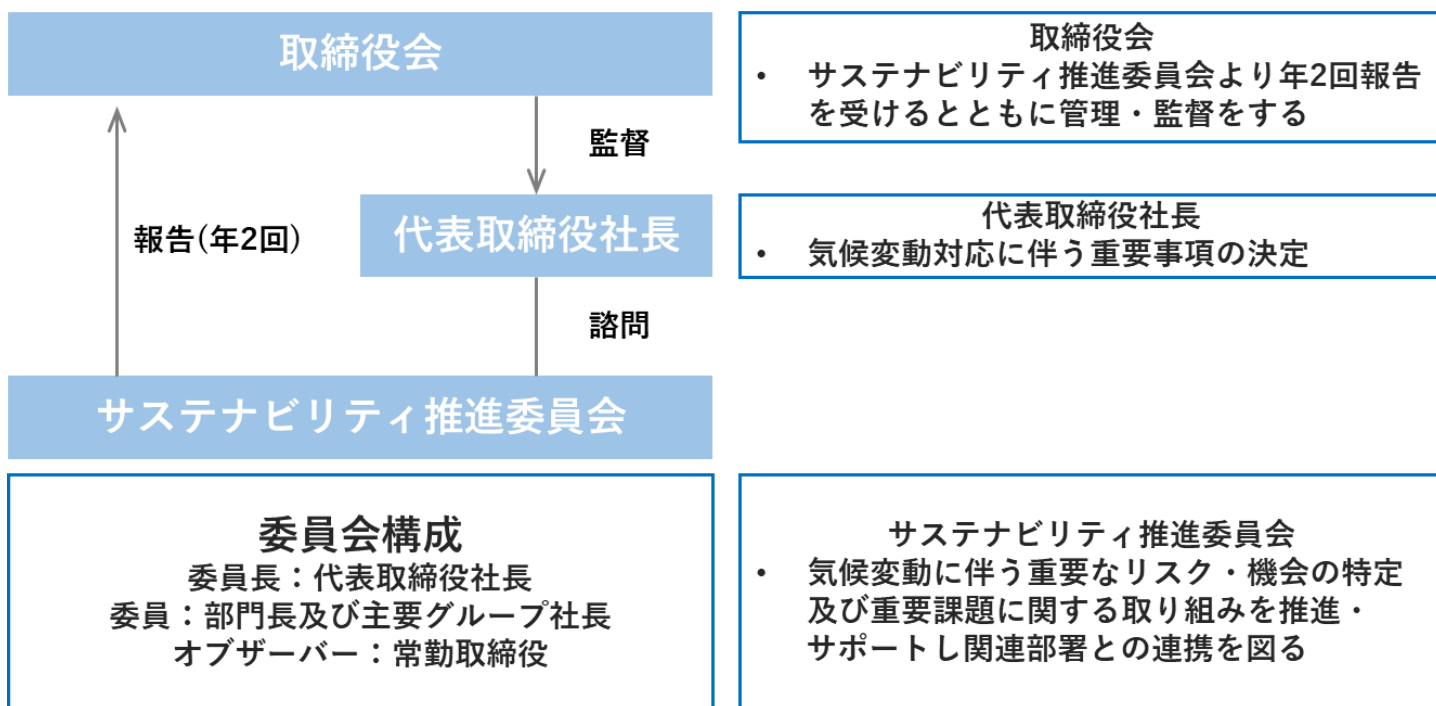 取締役会
監督
報告(年2回)
代表取締役社長
諮問
サステナビリティ推進委員会
委員会構成
委員長：代表取締役社長
委員：部門長及び主要グループ社長
オブザーバー：常勤取締役
取締役会
• サステナビリティ推進委員会より年2回報告
を受けるとともに管理・監督をする
代表取締役社長
• 気候変動対応に伴う重要事項の決定
サステナビリティ推進委員会
• 気候変動に伴う重要なリスク・機会の特定
及び重要課題に関する取り組みを推進・
サポートし関連部署との連携を図る